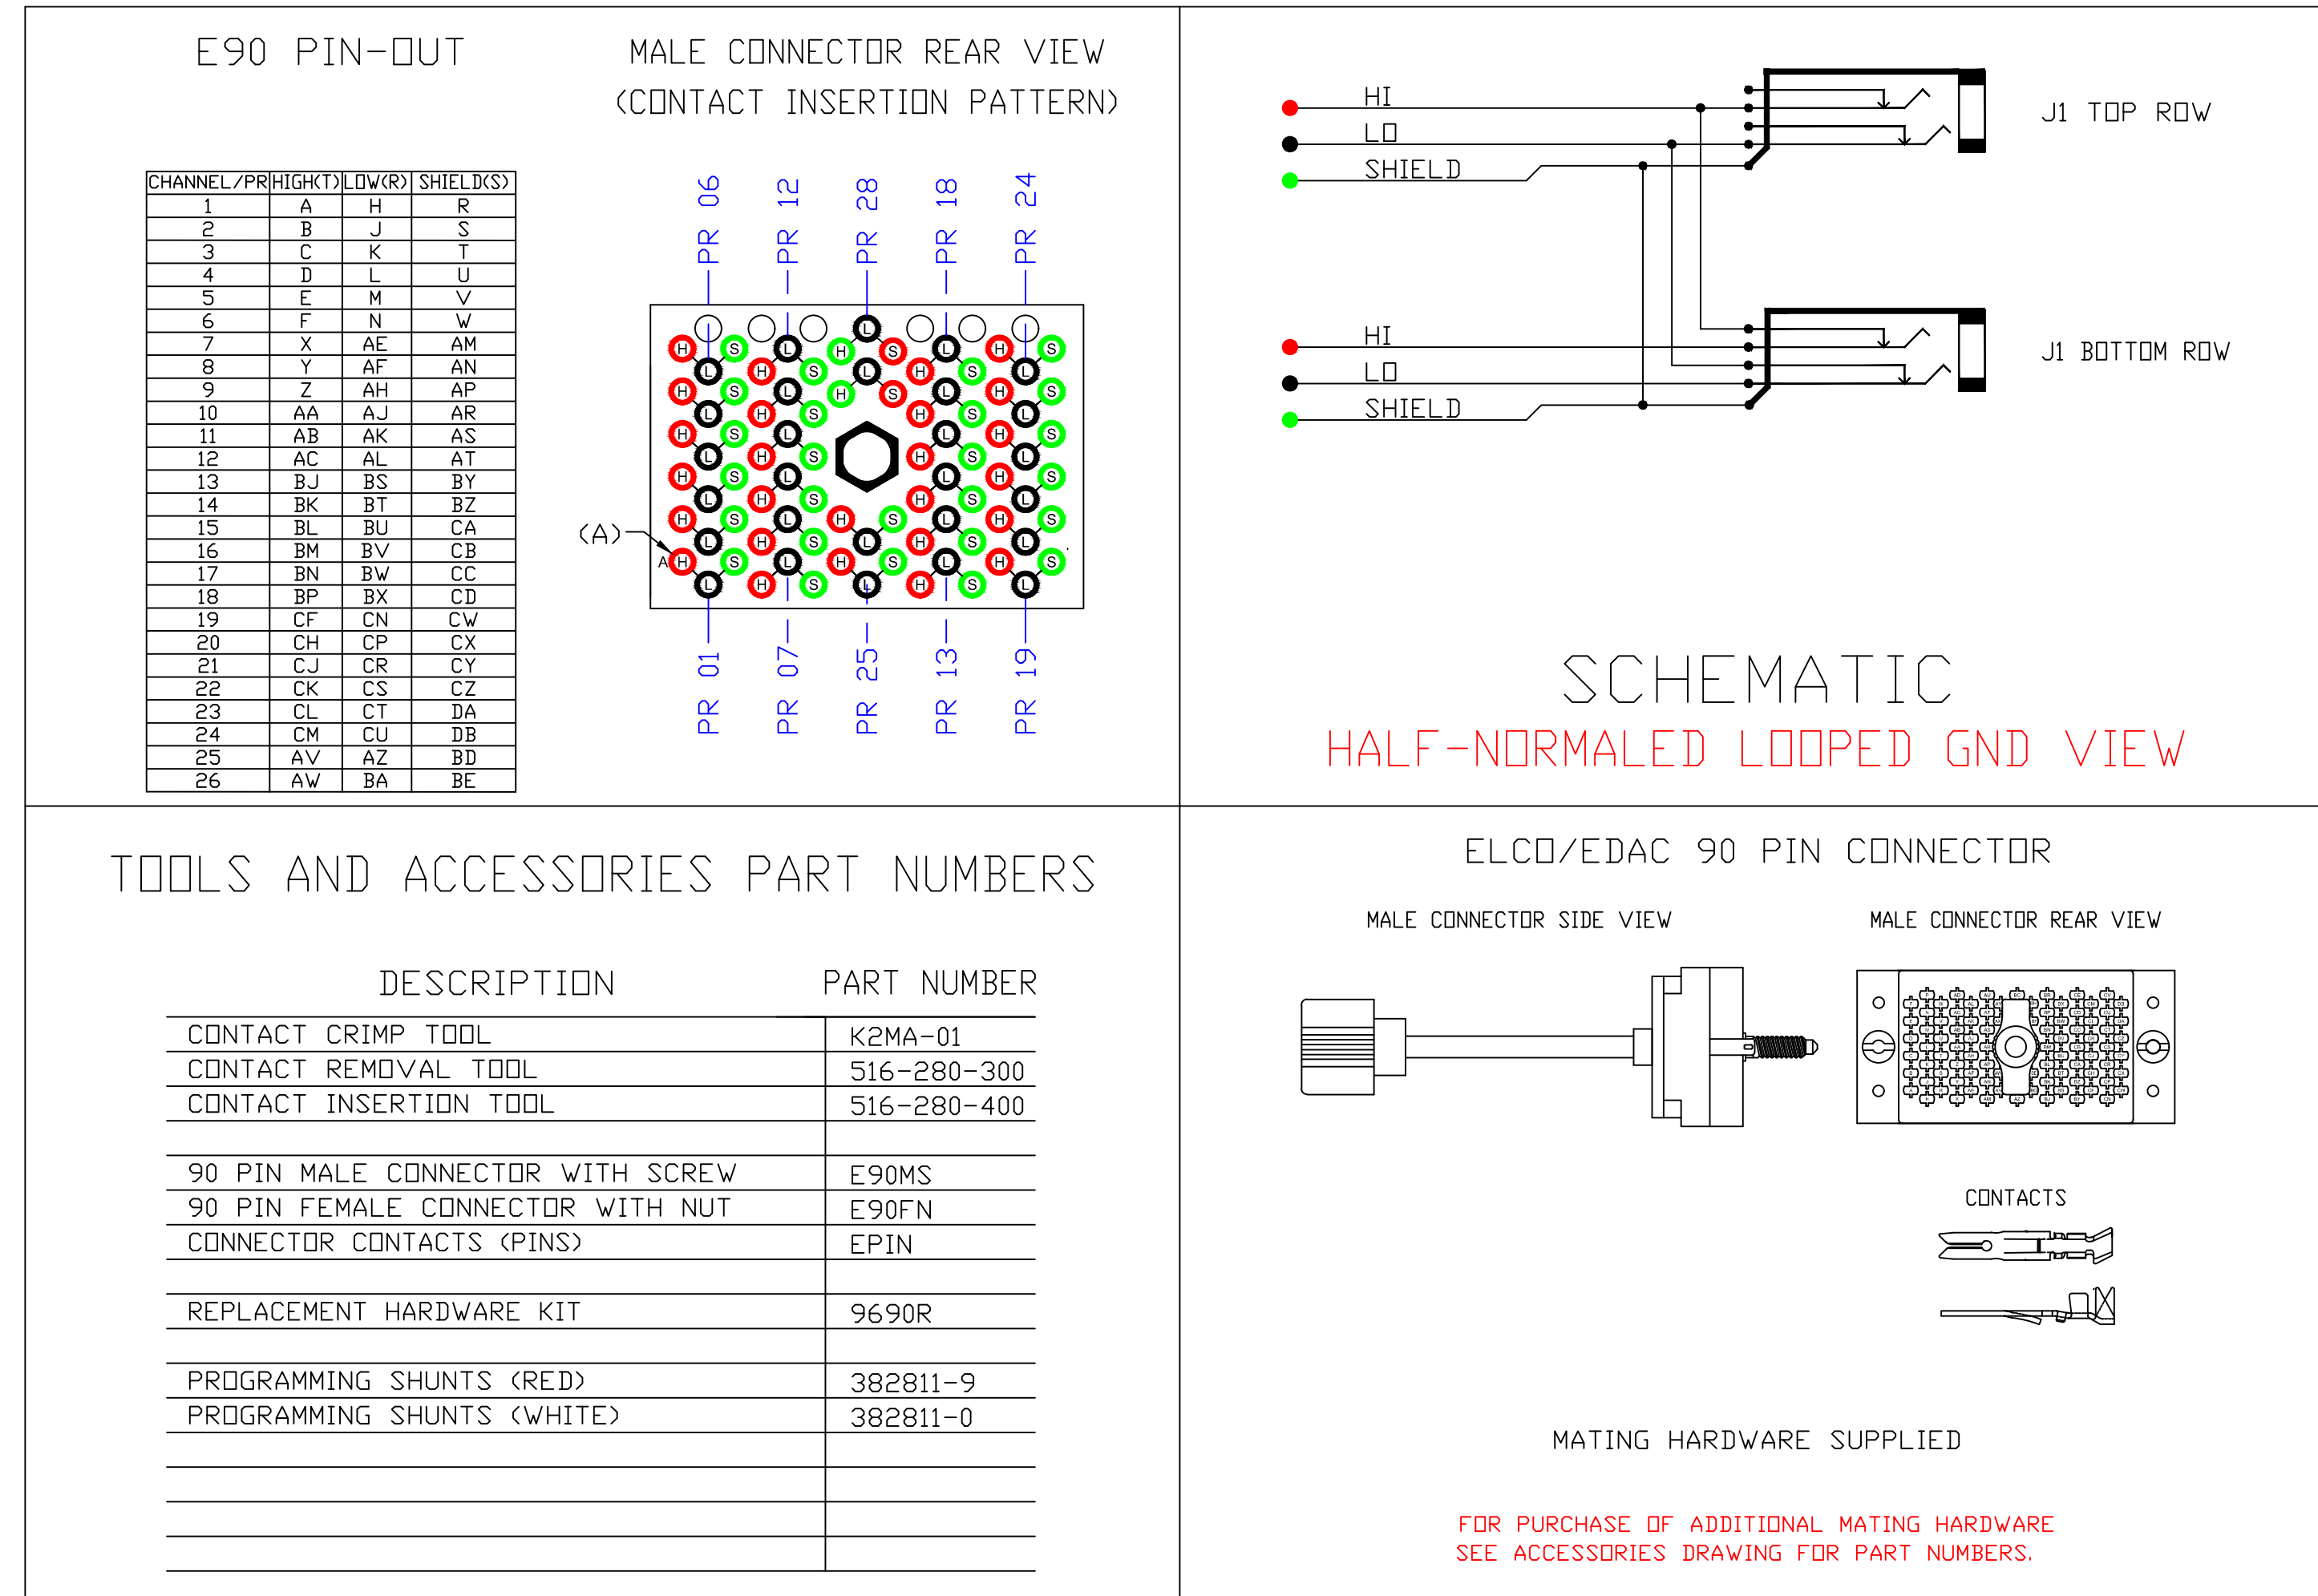 E90 PIN-OUT
MALE CONNECTOR REAR VIEW
(CONTACT INSERTION PATTERN)
CHANNEL/PR HIGH(T) LOW(R) SHIELD(S)
1 A H R
2 B J S
3 C K T
4 D L U
5 E M V
6 F N W
7 X AE AM
8 Y AF AN
9 Z AH AP
10 AA AJ AR
11 AB AK AS
12 AC AL AT
13 BJ BS BY
14 BK BT BZ
15 BL BU CA
16 BM BV CB
17 BN BW CC
18 BP BX CD
19 CF CN CW
20 CH CP CX
21 CJ CR CY
22 CK CS CZ
23 CL CT DA
24 CM CU DB
25 AV AZ BD
26 AW BA BE
PR 06
PR 12
PR 28
PR 18
PR 24
L
H S L H S L H S
L H S L H S L
H S L H S L H S
L H S H S L
H S L L H S
L H S H S L
H S L L H S
L H S H S L
H S L H S L H S
L H S L H S L
(A)
A H S L H S L H S
L H S L H S L
PR 01
PR 07
PR 25
PR 13
PR 19
HI
LO
SHIELD
J1 TOP ROW
HI
LO
SHIELD
J1 BOTTOM ROW
SCHEMATIC
HALF-NORMALED LOOPED GND VIEW
TOOLS AND ACCESSORIES PART NUMBERS
DESCRIPTION PART NUMBER
CONTACT CRIMP TOOL K2MA-01
CONTACT REMOVAL TOOL 516-280-300
CONTACT INSERTION TOOL 516-280-400
90 PIN MALE CONNECTOR WITH SCREW E90MS
90 PIN FEMALE CONNECTOR WITH NUT E90FN
CONNECTOR CONTACTS (PINS) EPIN
REPLACEMENT HARDWARE KIT 9690R
PROGRAMMING SHUNTS (RED) 382811-9
PROGRAMMING SHUNTS (WHITE) 382811-0
ELCO/EDAC 90 PIN CONNECTOR
MALE CONNECTOR SIDE VIEW
MALE CONNECTOR REAR VIEW
CONTACTS
MATING HARDWARE SUPPLIED
FOR PURCHASE OF ADDITIONAL MATING HARDWARE
SEE ACCESSORIES DRAWING FOR PART NUMBERS.